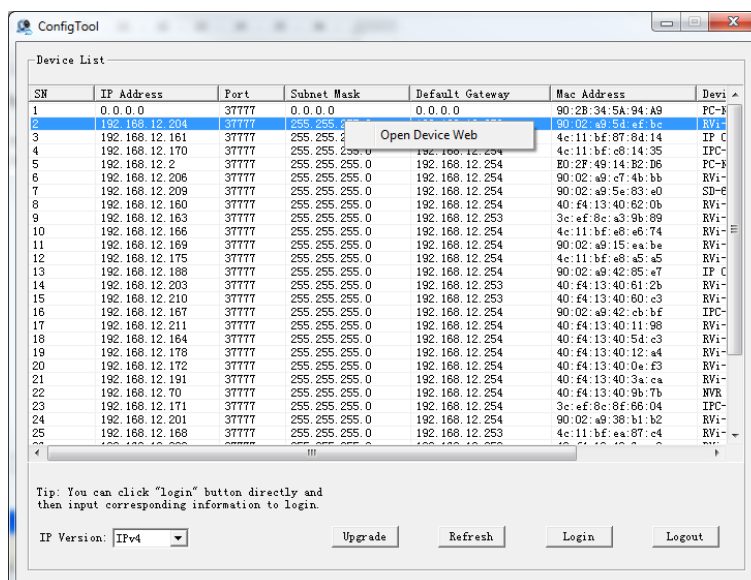 ConfigTool
Device List
SN IP Address Port Subnet Mask Default Gateway Mac Address Devi
1 0.0.0.0 37777 0.0.0.0 0.0.0.0 90:2B:34:5A:94:A9 PC-N
2 192.168.12.204 37777 255.255. 90:02:a9:5d:ef:bc RVi-
Open Device Web
3 192.168.12.161 37777 255.255. 4c:11:bf:87:8d:14 IP C
4 192.168.12.170 37777 255.255.255.0 192.168.12.254 4c:11:bf:c8:14:35 IPC-
5 192.168.12.2 37777 255.255.255.0 192.168.12.254 E0:2F:49:14:B2:D6 PC-N
6 192.168.12.206 37777 255.255.255.0 192.168.12.254 90:02:a9:c7:4b:bb RVi-
7 192.168.12.209 37777 255.255.255.0 192.168.12.254 90:02:a9:5e:83:e0 SD-6
8 192.168.12.160 37777 255.255.255.0 192.168.12.254 40:f4:13:40:62:0b RVi-
9 192.168.12.163 37777 255.255.255.0 192.168.12.253 3c:ef:8c:a3:9b:89 RVi-
10 192.168.12.166 37777 255.255.255.0 192.168.12.254 4c:11:bf:e8:e6:74 RVi-
11 192.168.12.169 37777 255.255.255.0 192.168.12.253 90:02:a9:15:ea:be RVi-
12 192.168.12.175 37777 255.255.255.0 192.168.12.253 4c:11:bf:e8:a5:a5 RVi-
13 192.168.12.188 37777 255.255.255.0 192.168.12.254 90:02:a9:42:85:e7 IP C
14 192.168.12.203 37777 255.255.255.0 192.168.12.253 40:f4:13:40:61:2b RVi-
15 192.168.12.210 37777 255.255.255.0 192.168.12.253 40:f4:13:40:60:c3 RVi-
16 192.168.12.167 37777 255.255.255.0 192.168.12.254 90:02:a9:42:cb:bf IPC-
17 192.168.12.211 37777 255.255.255.0 192.168.12.254 40:f4:13:40:11:98 RVi-
18 192.168.12.164 37777 255.255.255.0 192.168.12.254 40:f4:13:40:5d:c3 RVi-
19 192.168.12.178 37777 255.255.255.0 192.168.12.254 40:f4:13:40:12:a4 RVi-
20 192.168.12.172 37777 255.255.255.0 192.168.12.254 40:f4:13:40:0e:f3 RVi-
21 192.168.12.191 37777 255.255.255.0 192.168.12.254 40:f4:13:40:3a:ca RVi-
22 192.168.12.70 37777 255.255.255.0 192.168.12.254 40:f4:13:40:9b:7b NVR
23 192.168.12.171 37777 255.255.255.0 192.168.12.254 3c:ef:8c:8f:66:04 IPC-
24 192.168.12.201 37777 255.255.255.0 192.168.12.253 90:02:a9:38:b1:b2 RVi-
25 192.168.12.168 37777 255.255.255.0 192.168.12.253 4c:11:bf:ea:87:c4 RVi-
Tip: You can click "login" button directly and
then input corresponding information to login.
IP Version: IPv4 Upgrade Refresh Login Logout